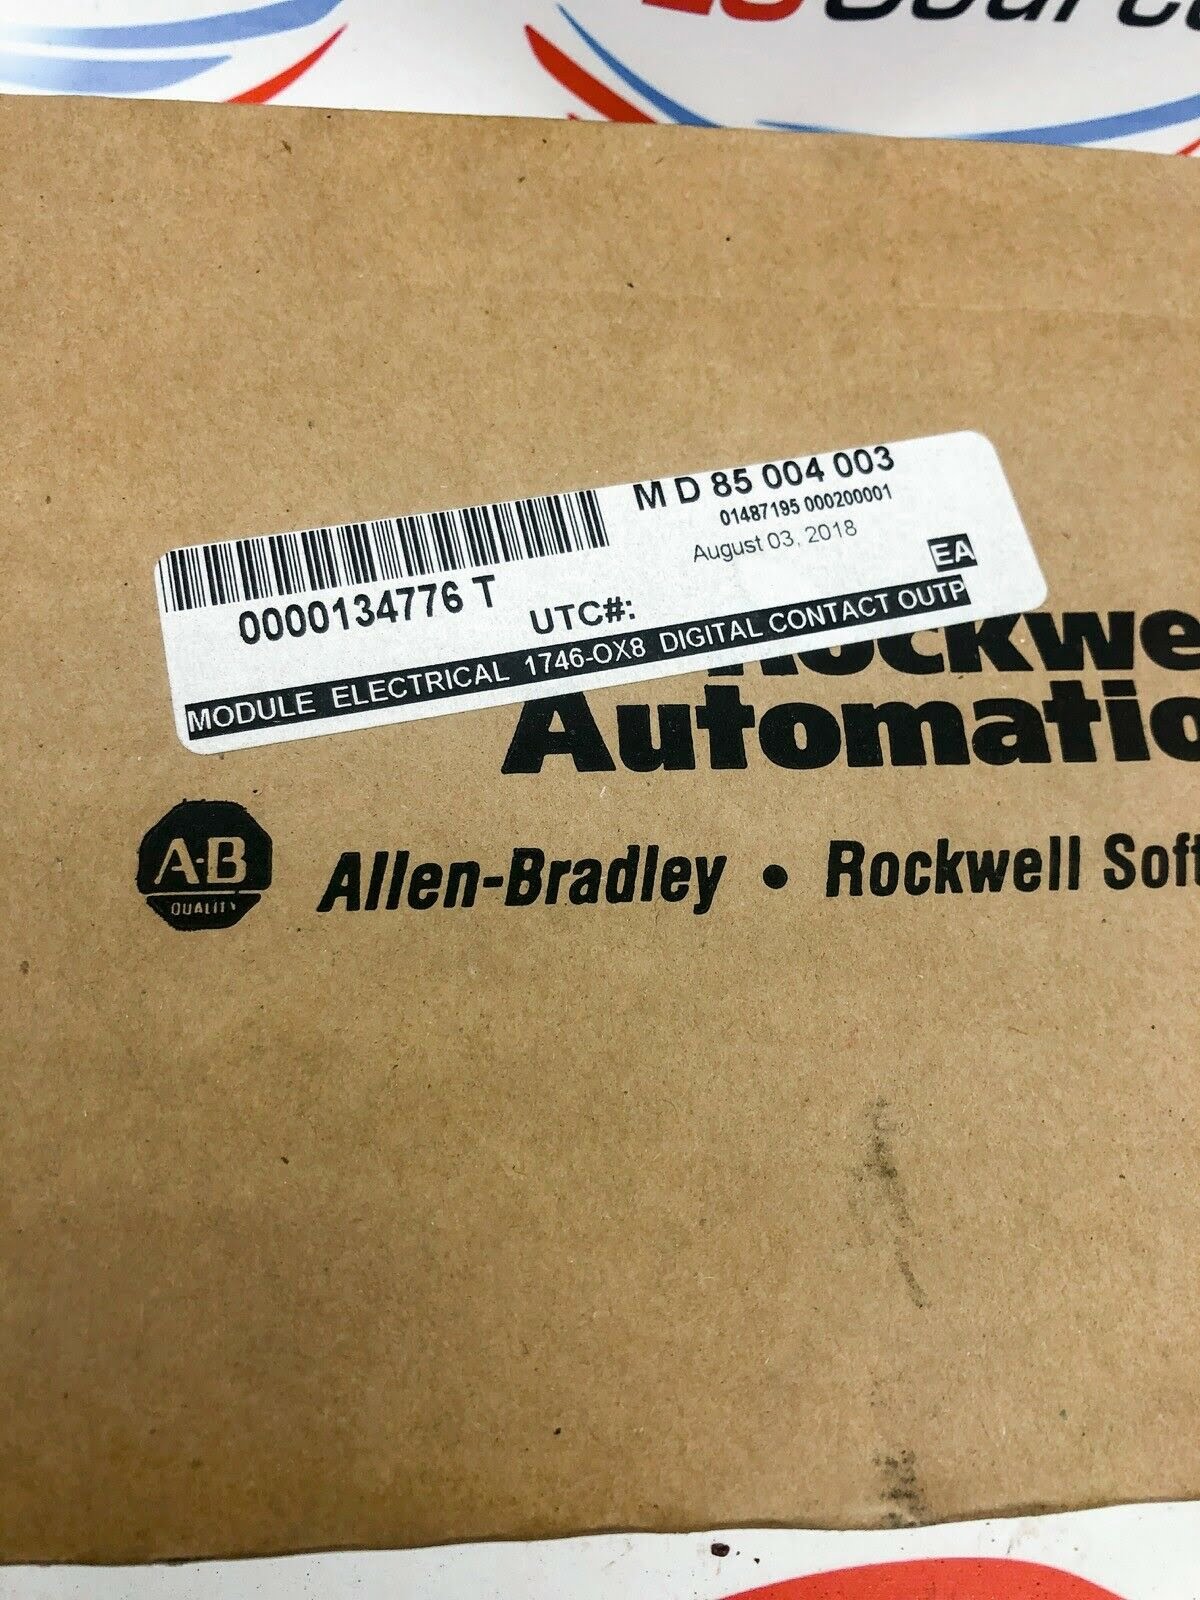 M D 85 004 003
01487195 000200001
August 03, 2018
EA
0000134776 T
UTC#:
MODULE ELECTRICAL 1746-OX8 DIGITAL CONTACT OUTP
Automatio
A-B
QUALITY
Allen-Bradley • Rockwell Soft